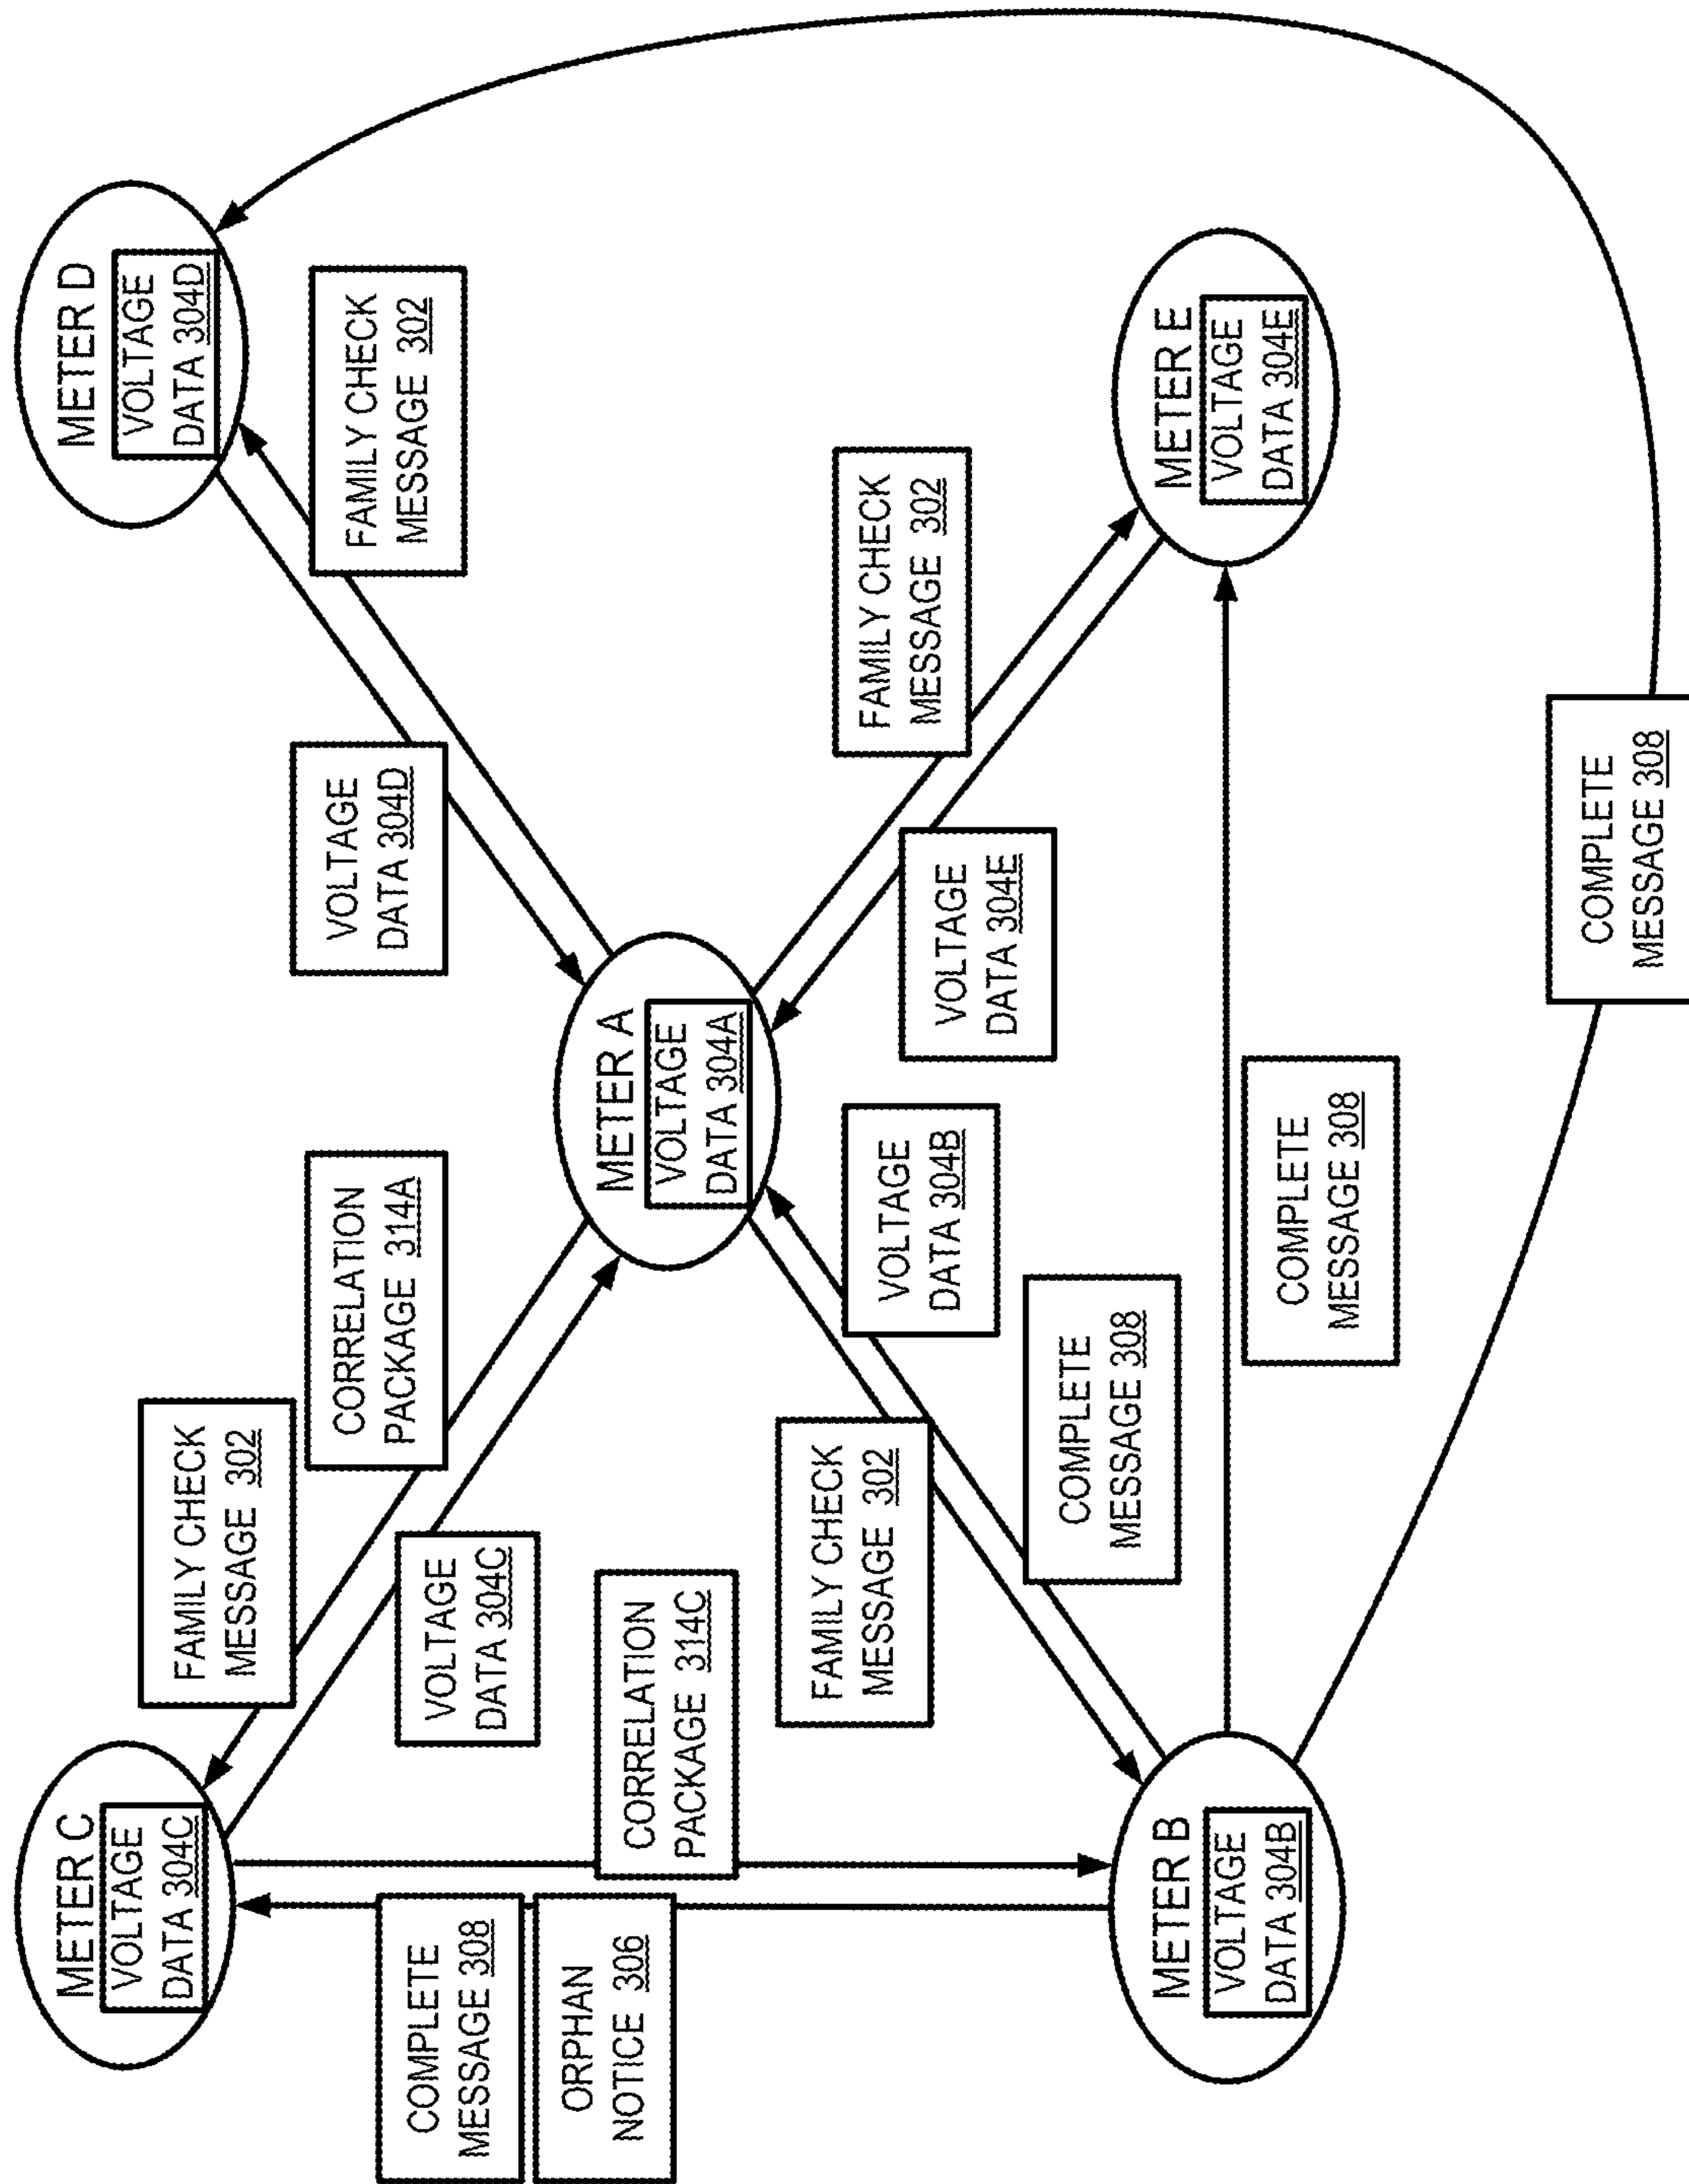 METER C
VOLTAGE
DATA 304C
METER D
VOLTAGE
DATA 304D
FAMILY CHECK
MESSAGE 302
CORRELATION
PACKAGE 314A
VOLTAGE
DATA 304D
FAMILY CHECK
MESSAGE 302
COMPLETE
MESSAGE 308
VOLTAGE
DATA 304C
ORPHAN
NOTICE 306
CORRELATION
PACKAGE 314C
METER A
VOLTAGE
DATA 304A
FAMILY CHECK
MESSAGE 302
VOLTAGE
DATA 304B
VOLTAGE
DATA 304E
FAMILY CHECK
MESSAGE 302
COMPLETE
MESSAGE 308
METER B
VOLTAGE
DATA 304B
METER E
VOLTAGE
DATA 304E
COMPLETE
MESSAGE 308
COMPLETE
MESSAGE 308